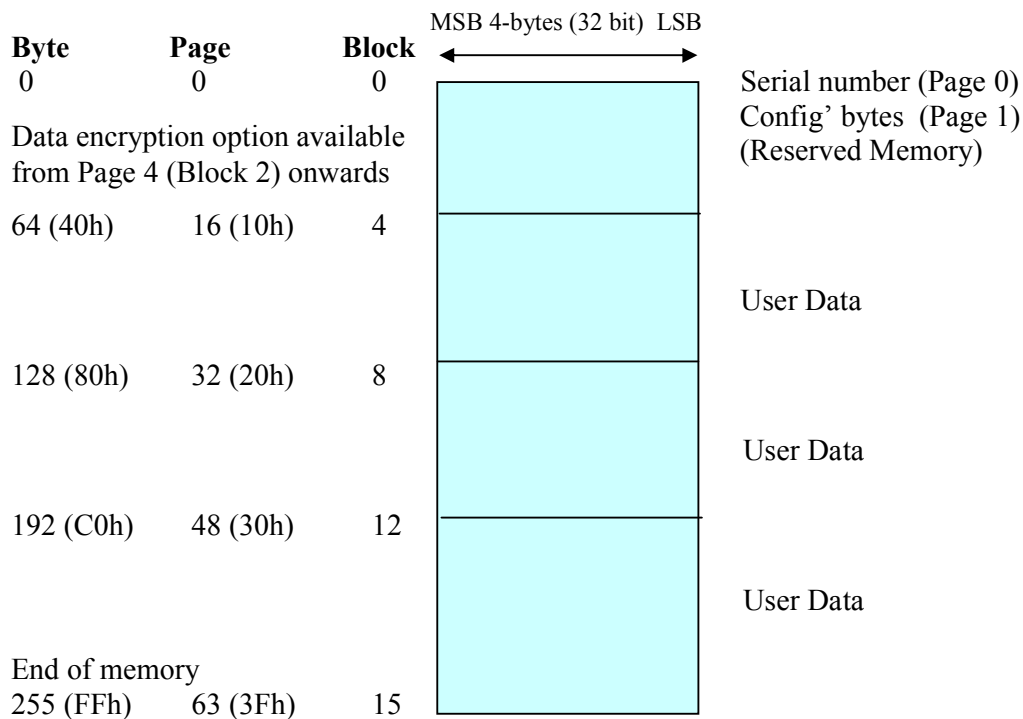 MSB 4-bytes (32 bit) LSB
Byte Page Block
0 0 0
Serial number (Page 0)
Config' bytes (Page 1)
(Reserved Memory)
Data encryption option available
from Page 4 (Block 2) onwards
64 (40h) 16 (10h) 4
User Data
128 (80h) 32 (20h) 8
User Data
192 (C0h) 48 (30h) 12
User Data
End of memory
255 (FFh) 63 (3Fh) 15